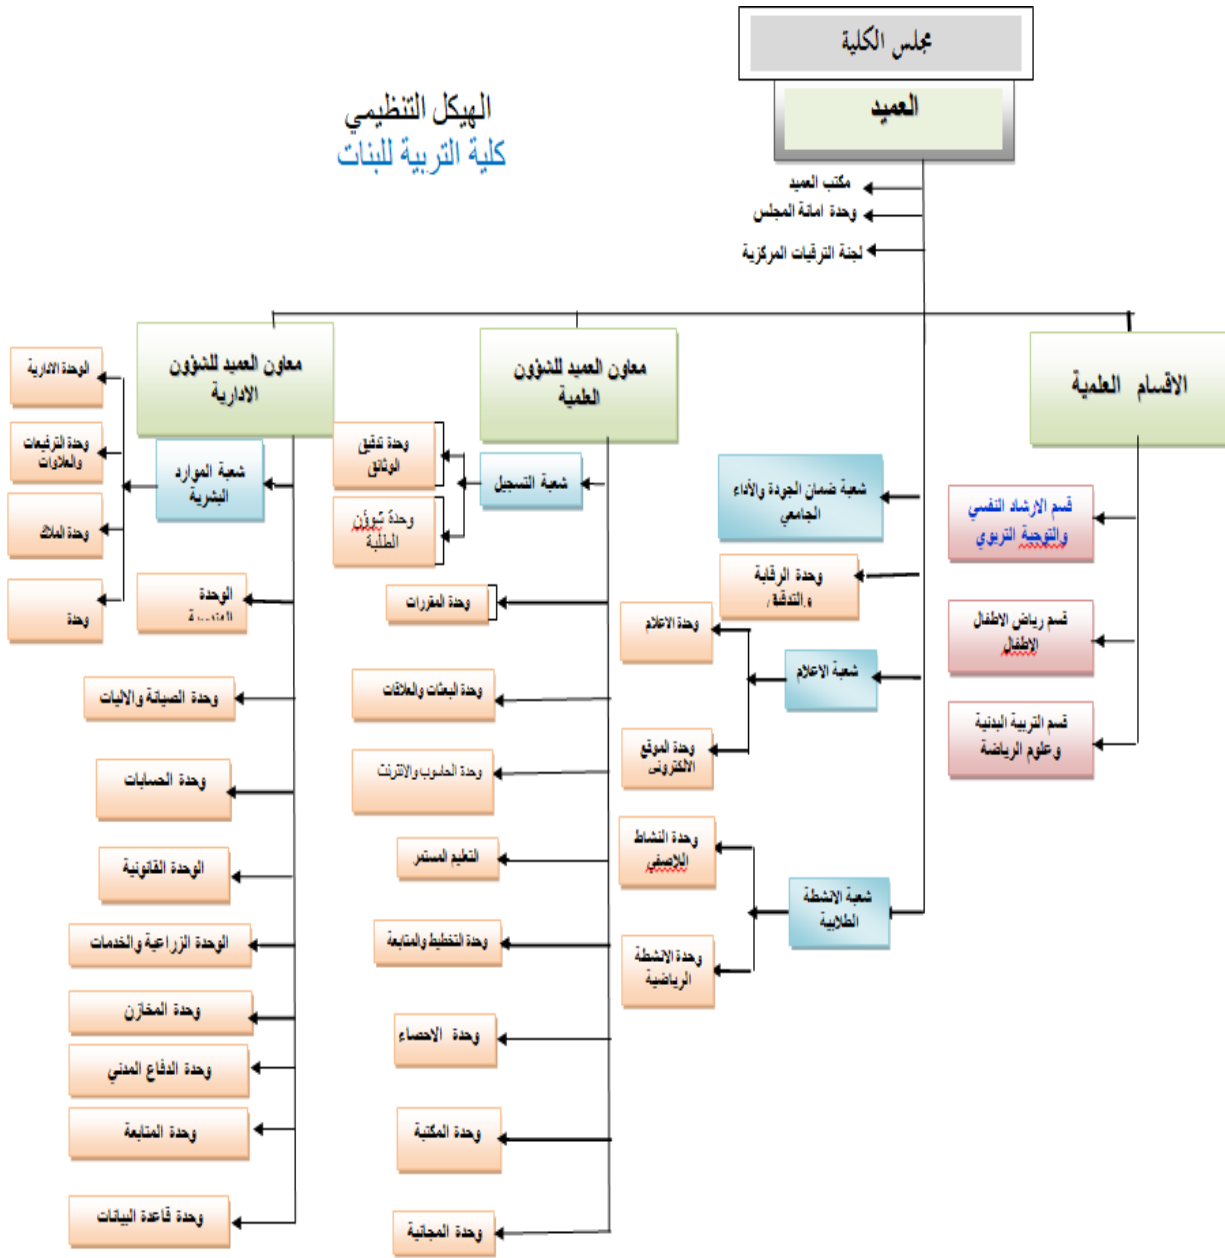 مجلس الكلية
العميد
الهيكل التنظيمي
كلية التربية للبنات
مكتب العميد
وحدة امانة المجلس
لجنة الترقيات المركزية
الاقسام العلمية
قسم الارشاد النفسي
والتوجية التربوي
قسم رياض الاطفال
الاطفال
قسم التربية البدنية
وعلوم الرياضة
شعبة ضمان الجودة والأداء
الجامعي
وحدة الرقابة
والتدقيق
شعبة الاعلام
وحدة الاعلام
وحدة الموقع
الالكتروني
شعبة الانشطة
الطلابية
وحدة النشاط
اللاصفي
وحدة الانشطة
الرياضية
معاون العميد للشؤون
العلمية
شعبة التسجيل
وحدة تدقيق
الوثائق
وحدة شوؤن
الطلبة
وحدة المقررات
وحدة البعثات والعلاقات
وحدة الحاسوب والانترنت
التعليم المستمر
وحدة التخطيط والمتابعة
وحدة الاحصاء
وحدة المكتبة
وحدة المجانية
معاون العميد للشؤون
الادارية
شعبة الموارد
البشرية
الوحدة الادارية
وحدة الترفيعات
والعلاوات
وحدة الملاك
وحدة
الوحدة
وحدة الصيانة والاليات
وحدة الحسابات
الوحدة القانونية
الوحدة الزراعية والخدمات
وحدة المخازن
وحدة الدفاع المدني
وحدة المتابعة
وحدة قاعدة البيانات